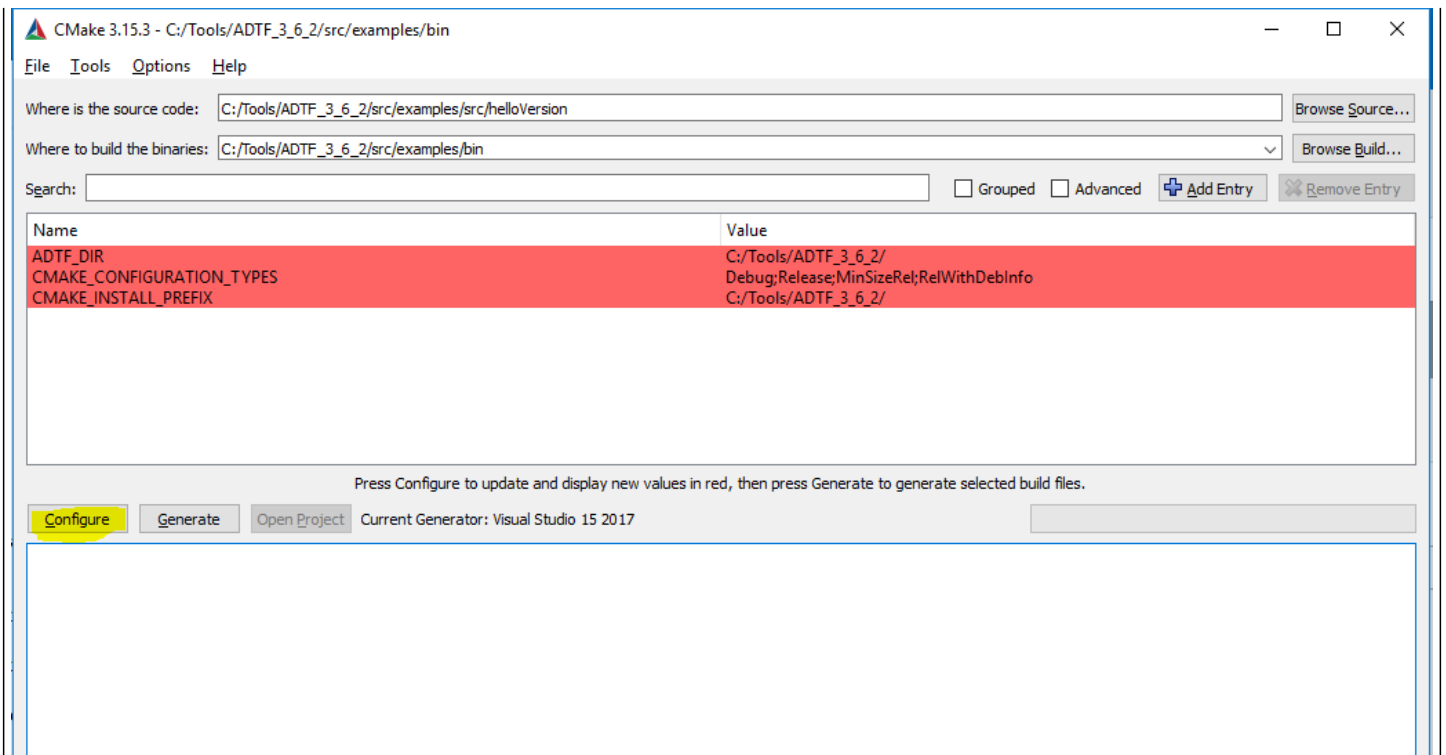 CMake 3.15.3 - C:/Tools/ADTF_3_6_2/src/examples/bin
File Tools Options Help
Where is the source code: C:/Tools/ADTF_3_6_2/src/examples/src/helloVersion Browse Source...
Where to build the binaries: C:/Tools/ADTF_3_6_2/src/examples/bin Browse Build...
Search: Grouped Advanced Add Entry Remove Entry
Name Value
ADTF_DIR C:/Tools/ADTF_3_6_2/
CMAKE_CONFIGURATION_TYPES Debug;Release;MinSizeRel;RelWithDebInfo
CMAKE_INSTALL_PREFIX C:/Tools/ADTF_3_6_2/
Press Configure to update and display new values in red, then press Generate to generate selected build files.
Configure Generate Open Project Current Generator: Visual Studio 15 2017